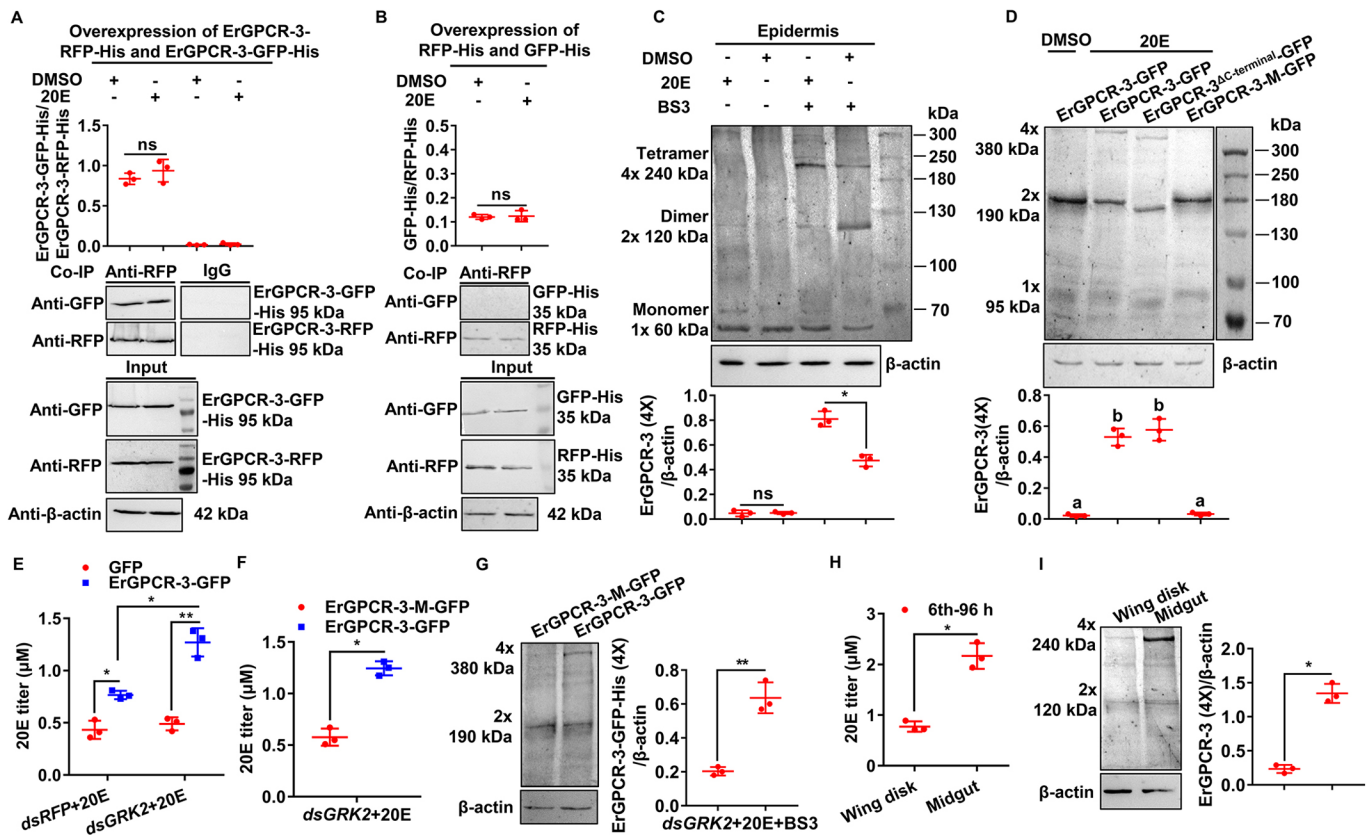 A
Overexpression of ErGPCR-3-
RFP-His and ErGPCR-3-GFP-His
DMSO + - + -
20E - + - +
ErGPCR-3-GFP-His/
ErGPCR-3-RFP-His
1.5
1.0
0.5
0.0
ns
Co-IP Anti-RFP IgG
Anti-GFP
ErGPCR-3-GFP
-His 95 kDa
Anti-RFP
ErGPCR-3-RFP
-His 95 kDa
Input
Anti-GFP
ErGPCR-3-GFP
-His 95 kDa
Anti-RFP
ErGPCR-3-RFP
-His 95 kDa
Anti-β-actin 42 kDa
B
Overexpression of
RFP-His and GFP-His
DMSO + -
20E - +
GFP-His/RFP-His
0.5
0.4
0.3
0.2
0.1
0.0
ns
Co-IP Anti-RFP
Anti-GFP
GFP-His
35 kDa
Anti-RFP
RFP-His
35 kDa
Input
Anti-GFP
GFP-His
35 kDa
Anti-RFP
RFP-His
35 kDa
Anti-β-actin 42 kDa
C
Epidermis
DMSO - + - +
20E + - + -
BS3 - - + +
kDa
300
250
180
130
100
70
Tetramer
4x 240 kDa
Dimer
2x 120 kDa
Monomer
1x 60 kDa
β-actin
ErGPCR-3 (4X)
/β-actin
1.0
0.8
0.6
0.4
0.2
0.0
ns
*
D
DMSO 20E
ErGPCR-3-GFP
ErGPCR-3-GFP
ErGPCR-3ΔC-terminal-GFP
ErGPCR-3-M-GFP
kDa
300
250
180
130
100
70
4x
380 kDa
2x
190 kDa
1x
95 kDa
β-actin
ErGPCR-3(4X)
/β-actin
1.0
0.8
0.6
0.4
0.2
0.0
a
b
b
a
E
GFP
ErGPCR-3-GFP
20E titer (μM)
1.5
1.0
0.5
0.0
*
*
**
dsRFP+20E
dsGRK2+20E
F
ErGPCR-3-M-GFP
ErGPCR-3-GFP
20E titer (μM)
1.5
1.0
0.5
0.0
*
dsGRK2+20E
G
ErGPCR-3-M-GFP
ErGPCR-3-GFP
4x
380 kDa
2x
190 kDa
β-actin
ErGPCR-3-GFP-His (4X)
/β-actin
0.8
0.6
0.4
0.2
0.0
**
dsGRK2+20E+BS3
H
6th-96 h
20E titer (μM)
3
2
1
0
*
Wing disk
Midgut
I
Wing disk
Midgut
4x
240 kDa
2x
120 kDa
β-actin
ErGPCR-3 (4X)/β-actin
2.0
1.5
1.0
0.5
0.0
*